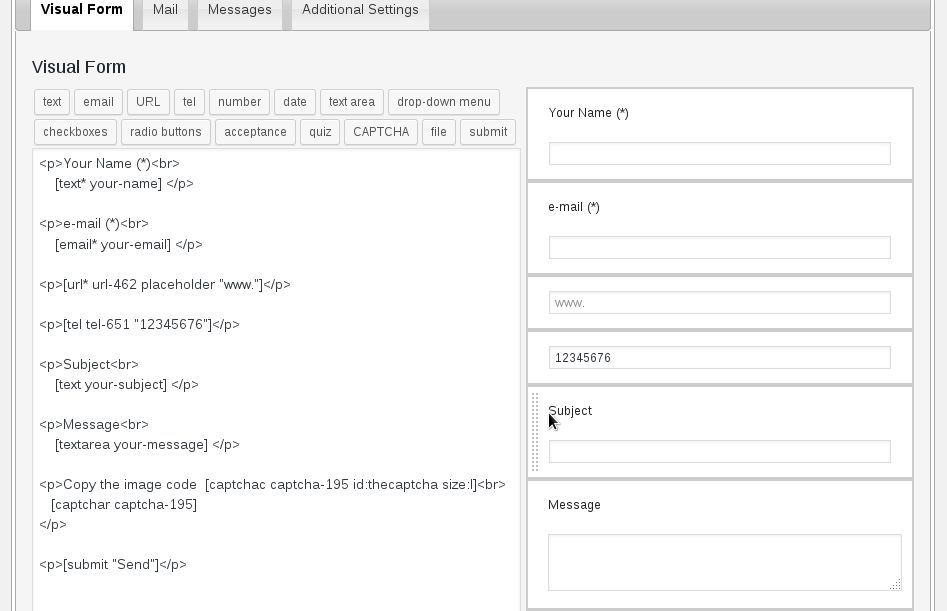 Visual Form Mail Messages Additional Settings
Visual Form
text email URL tel number date text area drop-down menu
checkboxes radio buttons acceptance quiz CAPTCHA file submit
<p>Your Name (*)<br>
[text* your-name] </p>
<p>e-mail (*)<br>
[email* your-email] </p>
<p>[url* url-462 placeholder "www."]</p>
<p>[tel tel-651 "12345676"]</p>
<p>Subject<br>
[text your-subject] </p>
<p>Message<br>
[textarea your-message] </p>
<p>Copy the image code  [captchac captcha-195 id:thecaptcha size:l]<br>
[captchar captcha-195]
</p>
<p>[submit "Send"]</p>
Your Name (*)
e-mail (*)
www.
12345676
Subject
Message